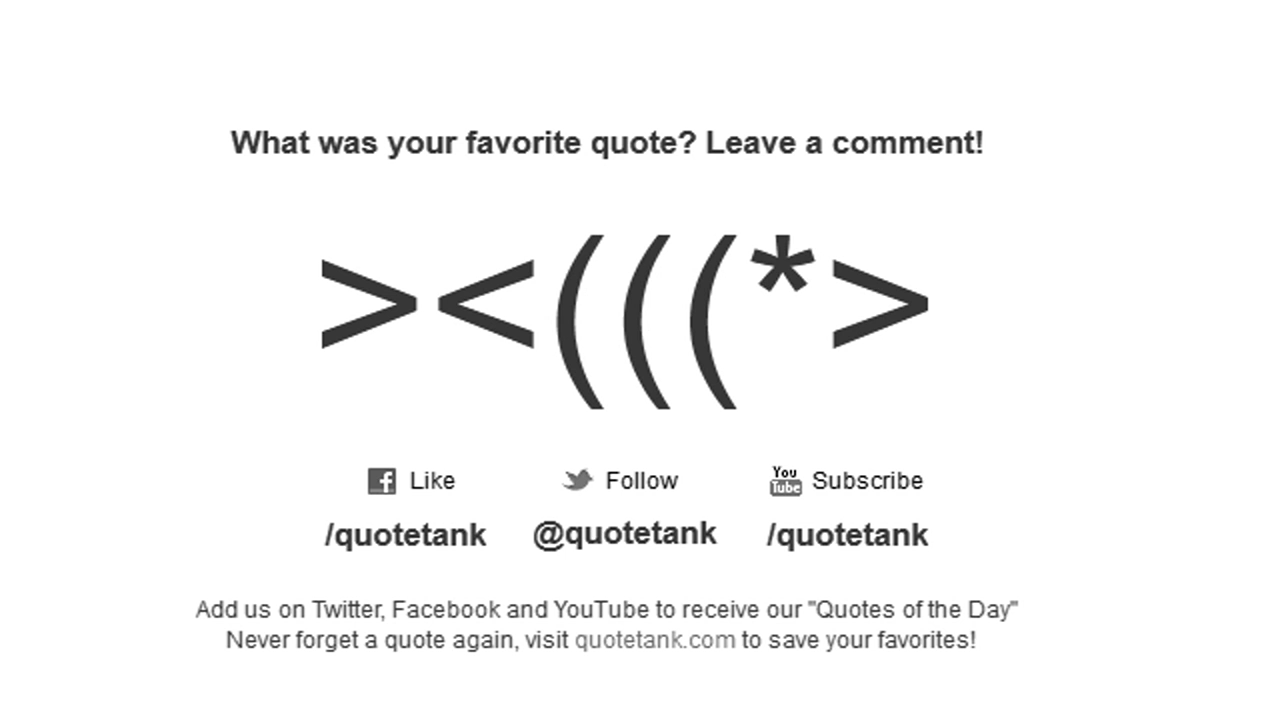 What was your favorite quote? Leave a comment!
><(((*>
Like Follow You Tube Subscribe
/quotetank @quotetank /quotetank
Add us on Twitter, Facebook and YouTube to receive our "Quotes of the Day"
Never forget a quote again, visit quotetank.com to save your favorites!